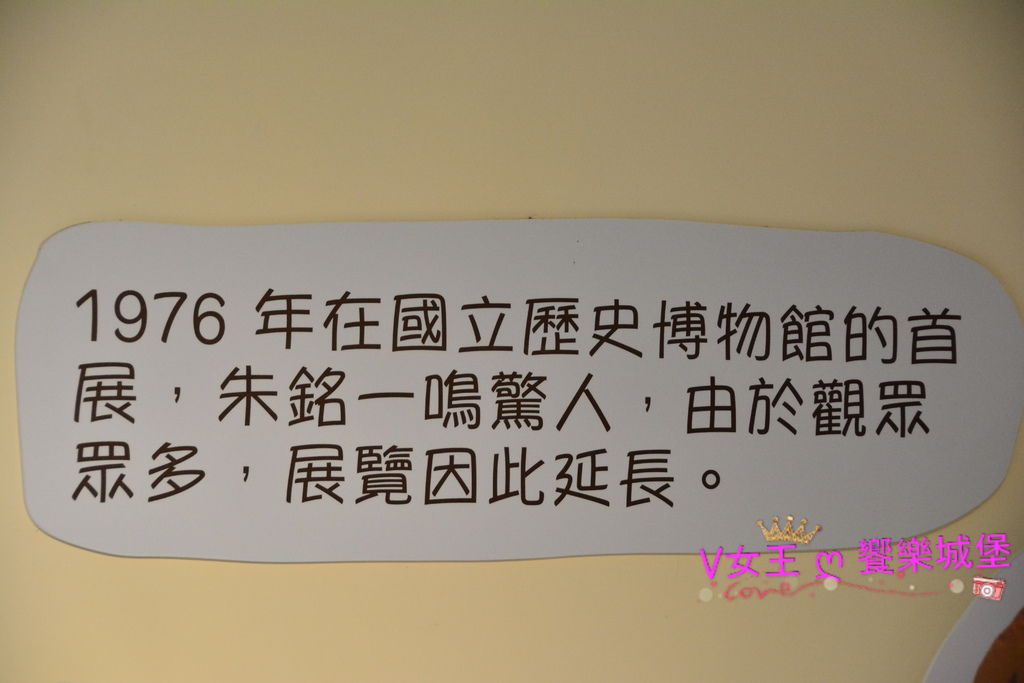 1976 年在國立歷史博物館的首
展，朱銘一鳴驚人，由於觀眾
眾多，展覽因此延長。
V女王 ღ 饗樂城堡